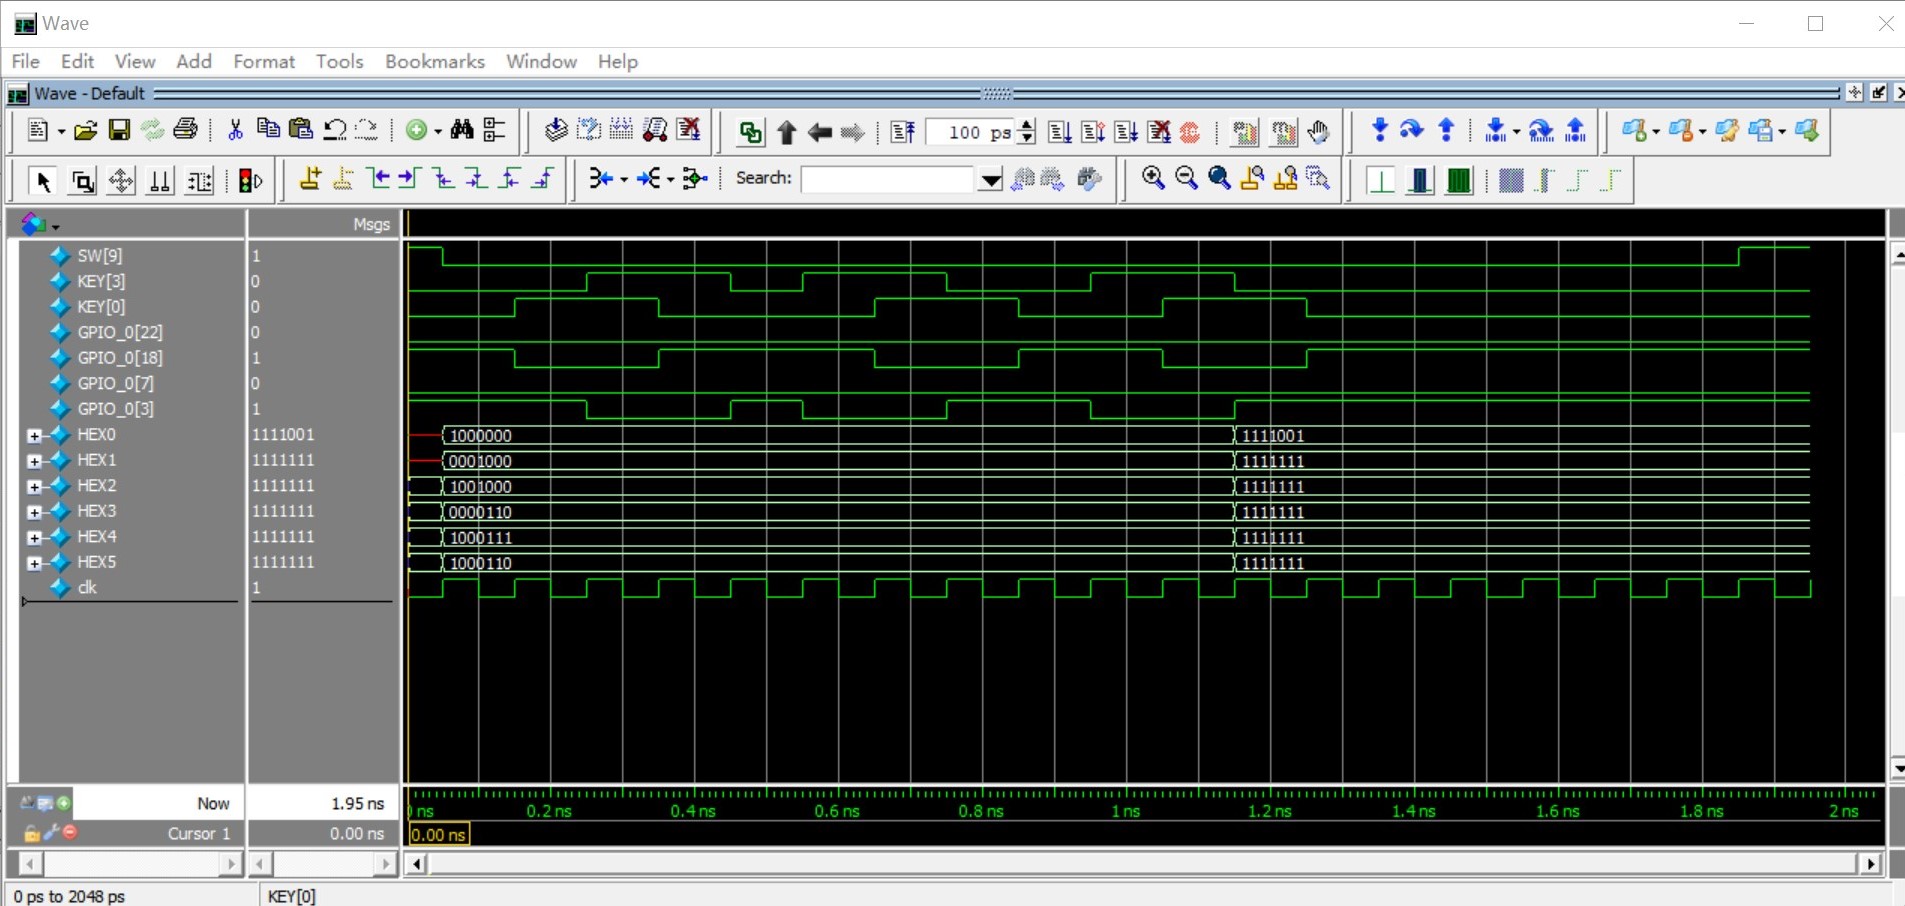 Wave
File Edit View Add Format Tools Bookmarks Window Help
Wave - Default
100 ps
Search:
Msgs
SW[9] 1
KEY[3] 0
KEY[0] 0
GPIO_0[22] 0
GPIO_0[18] 1
GPIO_0[7] 0
GPIO_0[3] 1
HEX0 1111001 1000000 1111001
HEX1 1111111 0001000 1111111
HEX2 1111111 1001000 1111111
HEX3 1111111 0000110 1111111
HEX4 1111111 1000111 1111111
HEX5 1111111 1000110 1111111
clk 1
Now 1.95 ns ns 0.2 ns 0.4 ns 0.6 ns 0.8 ns 1 ns 1.2 ns 1.4 ns 1.6 ns 1.8 ns 2 ns
Cursor 1 0.00 ns 0.00 ns
0 ps to 2048 ps KEY[0]